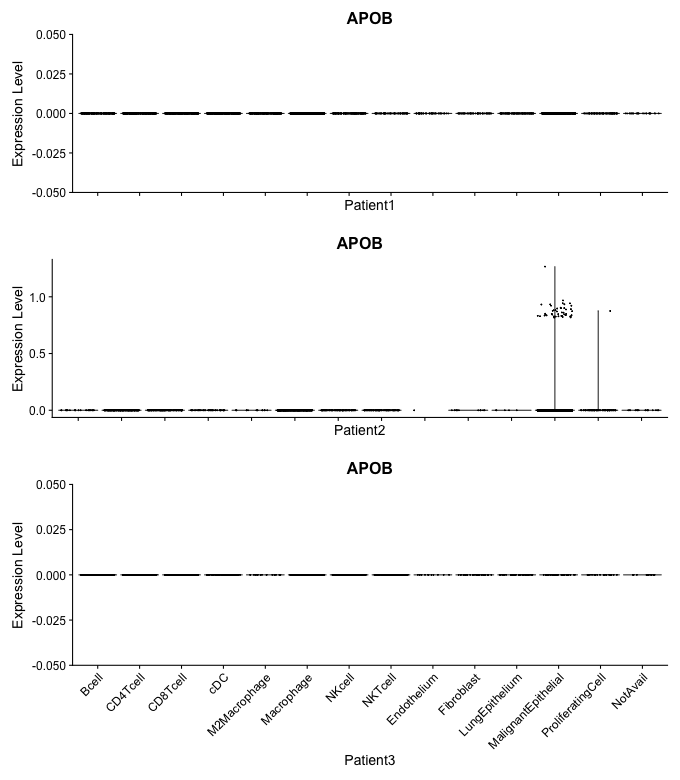 APOB
Expression Level
0.050
0.025
0.000
-0.025
-0.050
Patient1
APOB
Expression Level
1.0
0.5
0.0
Patient2
APOB
Expression Level
0.050
0.025
0.000
-0.025
-0.050
Bcell
CD4Tcell
CD8Tcell
cDC
M2Macrophage
Macrophage
NKcell
NKTcell
Endothelium
Fibroblast
LungEpithelium
MalignantEpithelial
ProliferatingCell
NotAvail
Patient3